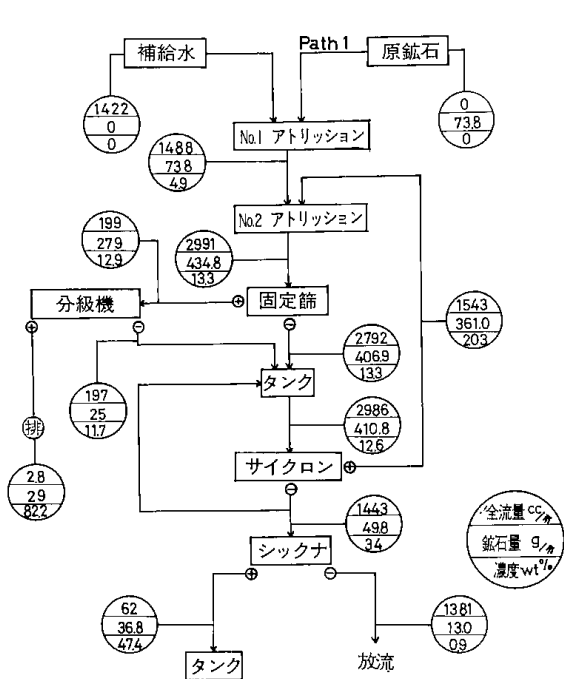 補給水
Path 1
原鉱石
1422
0
0
0
73.8
0
No.1 アトリッション
1488
73.8
4.9
No.2 アトリッション
199
27.9
12.9
2991
434.8
13.3
分級機
⊕
固定篩
⊕
⊖
⊖
1543
361.0
203
2792
406.9
13.3
タンク
197
25
11.7
2986
410.8
12.6
排
サイクロン
⊕
⊖
2.8
2.9
82.2
1443
49.8
34
全流量 cc/分
鉱石量 g/分
濃度 wt%
シックナ
⊕
⊖
62
36.8
47.4
1381
13.0
0.9
タンク
放流